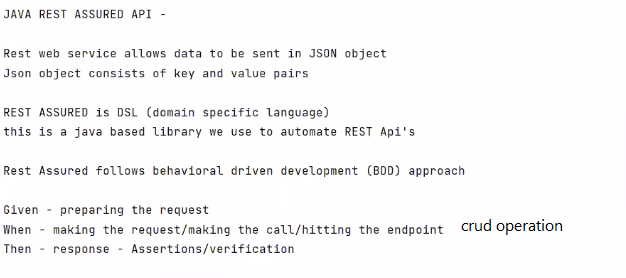 JAVA REST ASSURED API -
Rest web service allows data to be sent in JSON object
Json object consists of key and value pairs
REST ASSURED is DSL (domain specific language)
this is a java based library we use to automate REST Api's
Rest Assured follows behavioral driven development (BDD) approach
Given - preparing the request
When - making the request/making the call/hitting the endpoint crud operation
Then - response - Assertions/verification